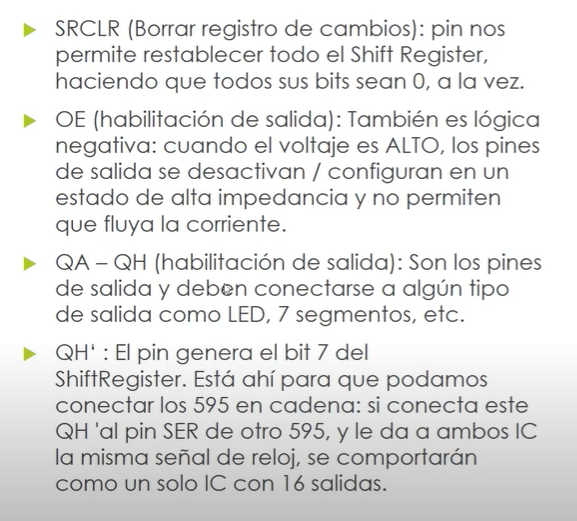 SRCLR (Borrar registro de cambios): pin nos
permite restablecer todo el Shift Register,
haciendo que todos sus bits sean 0, a la vez.
OE (habilitación de salida): También es lógica
negativa: cuando el voltaje es ALTO, los pines
de salida se desactivan / configuran en un
estado de alta impedancia y no permiten
que fluya la corriente.
QA – QH (habilitación de salida): Son los pines
de salida y deben conectarse a algún tipo
de salida como LED, 7 segmentos, etc.
QH‘ : El pin genera el bit 7 del
ShiftRegister. Está ahí para que podamos
conectar los 595 en cadena: si conecta este
QH 'al pin SER de otro 595, y le da a ambos IC
la misma señal de reloj, se comportarán
como un solo IC con 16 salidas.